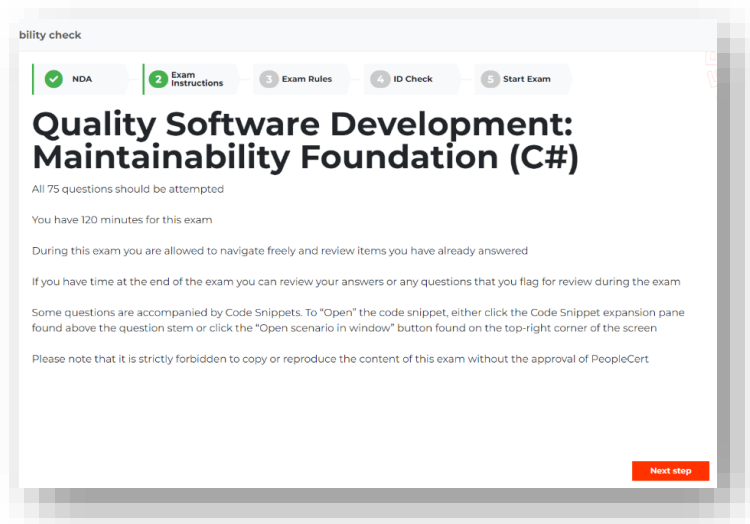 bility check
NDA
2 Exam
Instructions
3 Exam Rules
4 ID Check
5 Start Exam
Quality Software Development:
Maintainability Foundation (C#)
All 75 questions should be attempted
You have 120 minutes for this exam
During this exam you are allowed to navigate freely and review items you have already answered
If you have time at the end of the exam you can review your answers or any questions that you flag for review during the exam
Some questions are accompanied by Code Snippets. To “Open” the code snippet, either click the Code Snippet expansion pane
found above the question stem or click the “Open scenario in window” button found on the top-right corner of the screen
Please note that it is strictly forbidden to copy or reproduce the content of this exam without the approval of PeopleCert
Next step